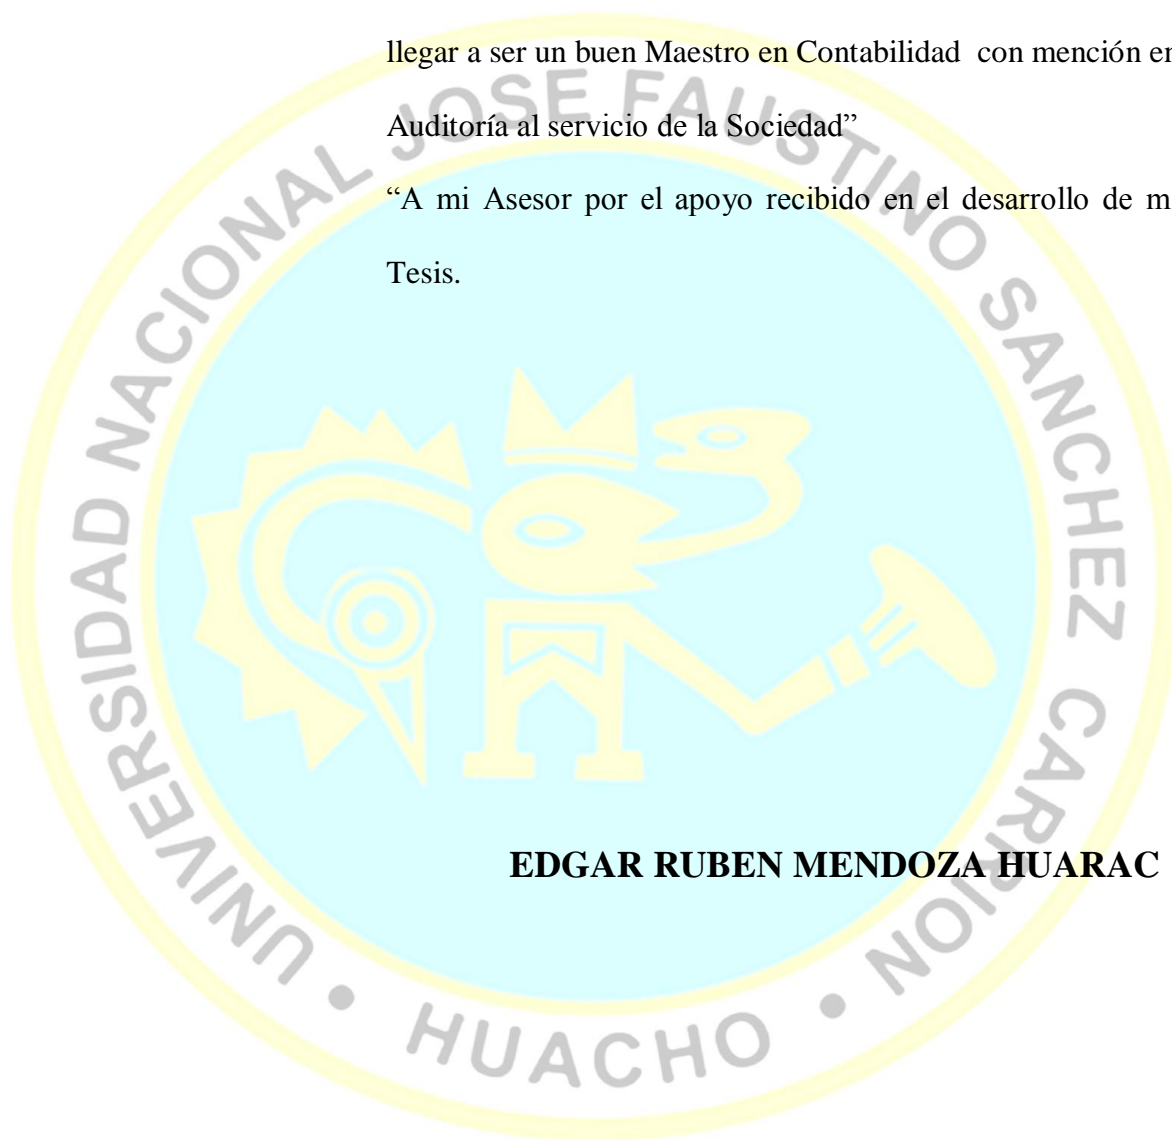 llegar a ser un buen Maestro en Contabilidad con mención en
Auditoría al servicio de la Sociedad”
“A mi Asesor por el apoyo recibido en el desarrollo de m
Tesis.
EDGAR RUBEN MENDOZA HUARAC
UNIVERSIDAD NACIONAL JOSE FAUSTINO SANCHEZ CARRION
• HUACHO •